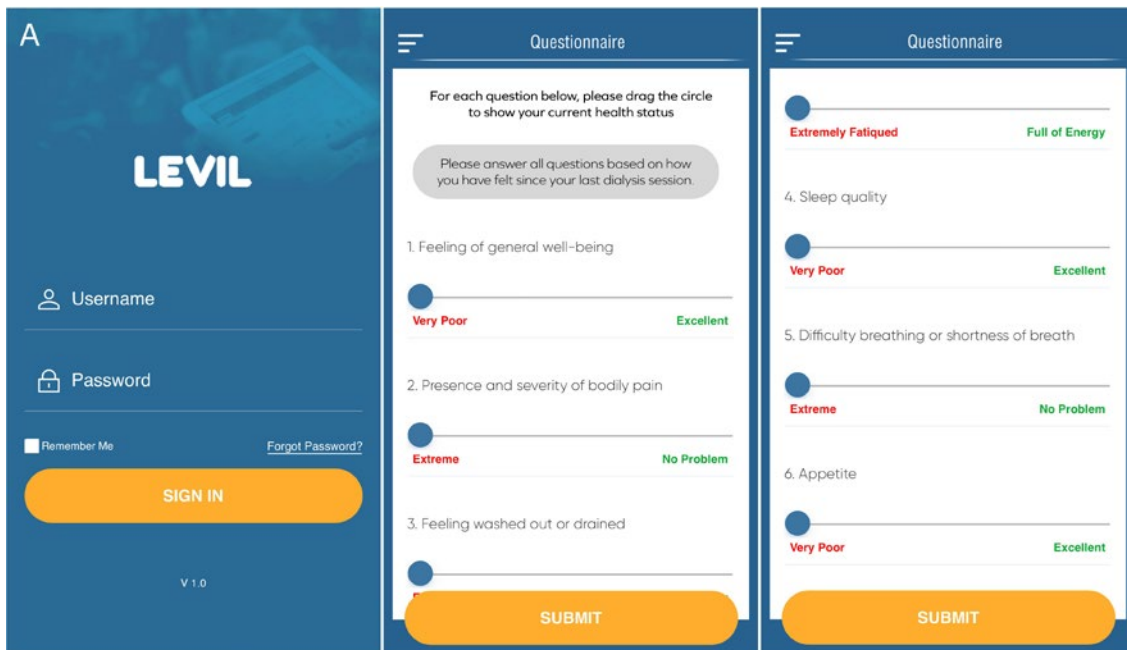 A
LEVIL
Username
Password
Remember Me
Forgot Password?
SIGN IN
V 1.0
Questionnaire
For each question below, please drag the circle
to show your current health status
Please answer all questions based on how
you have felt since your last dialysis session.
1. Feeling of general well-being
Very Poor
Excellent
2. Presence and severity of bodily pain
Extreme
No Problem
3. Feeling washed out or drained
SUBMIT
Questionnaire
Extremely Fatiqued
Full of Energy
4. Sleep quality
Very Poor
Excellent
5. Difficulty breathing or shortness of breath
Extreme
No Problem
6. Appetite
Very Poor
Excellent
SUBMIT